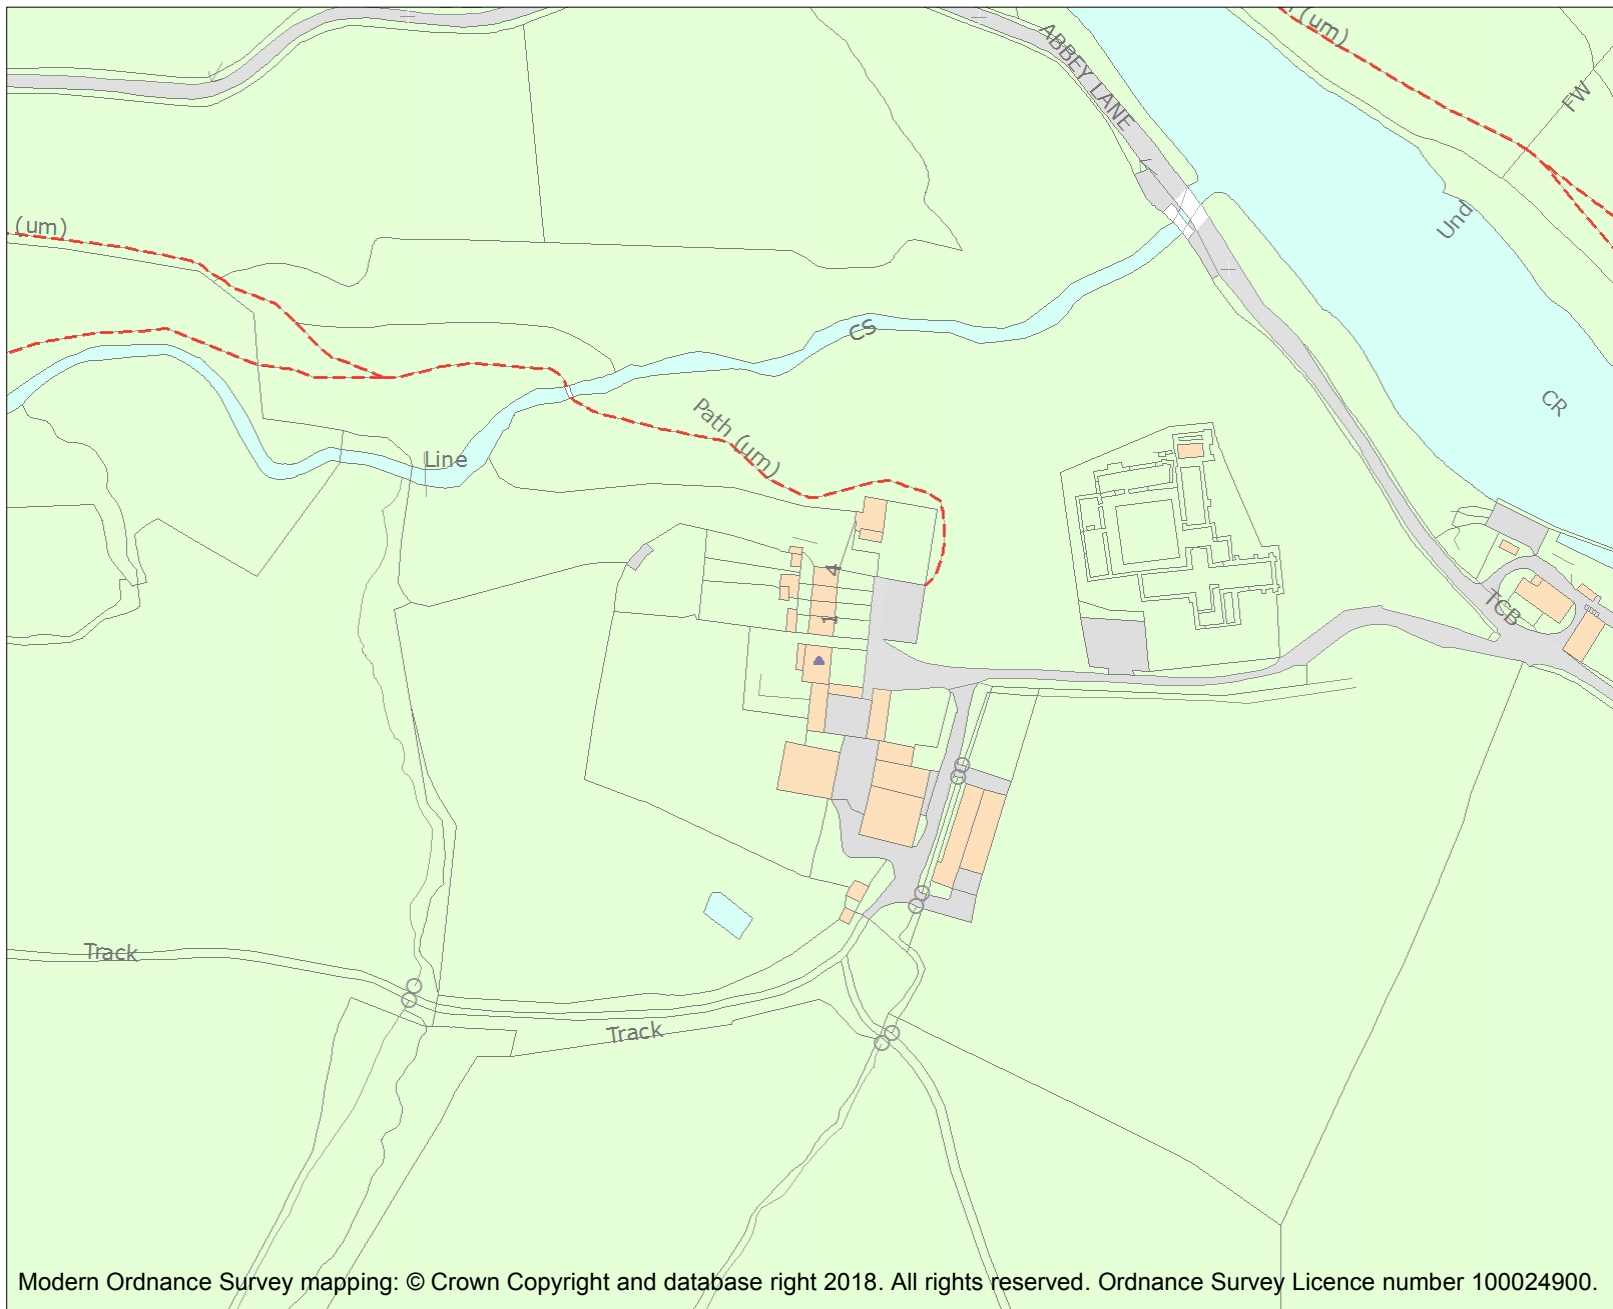 (um)
ABBEY LANE
FW
(um)
Und
CS
CR
Path (um)
Line
4
1
TCB
Track
Track
Modern Ordnance Survey mapping: © Crown Copyright and database right 2018. All rights reserved. Ordnance Survey Licence number 100024900.